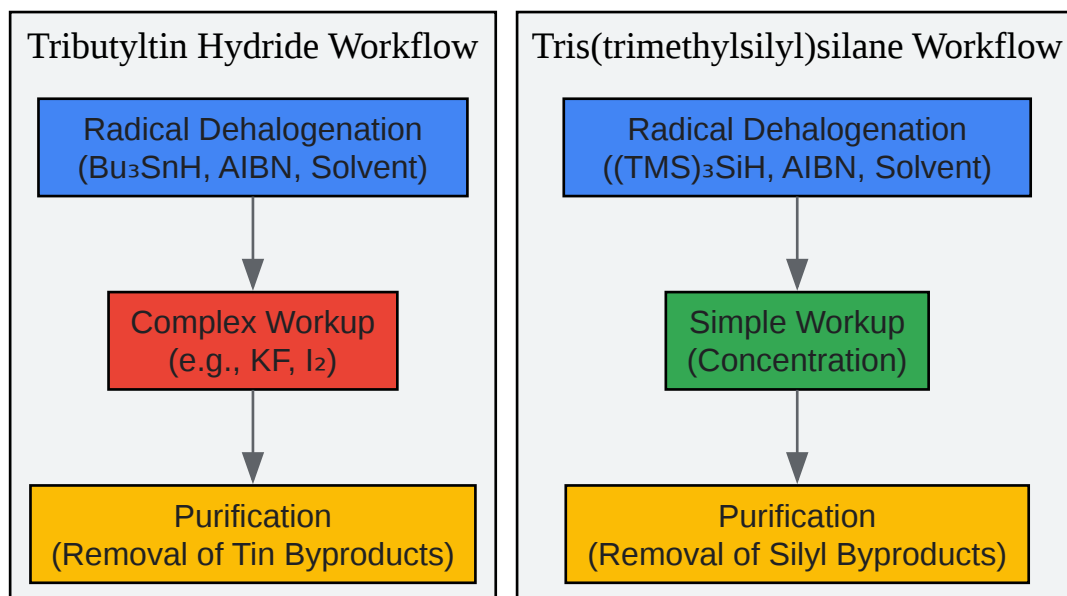 Tributyltin Hydride Workflow
Radical Dehalogenation
(Bu₃SnH, AIBN, Solvent)
Complex Workup
(e.g., KF, I₂)
Purification
(Removal of Tin Byproducts)
Tris(trimethylsilyl)silane Workflow
Radical Dehalogenation
((TMS)₃SiH, AIBN, Solvent)
Simple Workup
(Concentration)
Purification
(Removal of Silyl Byproducts)